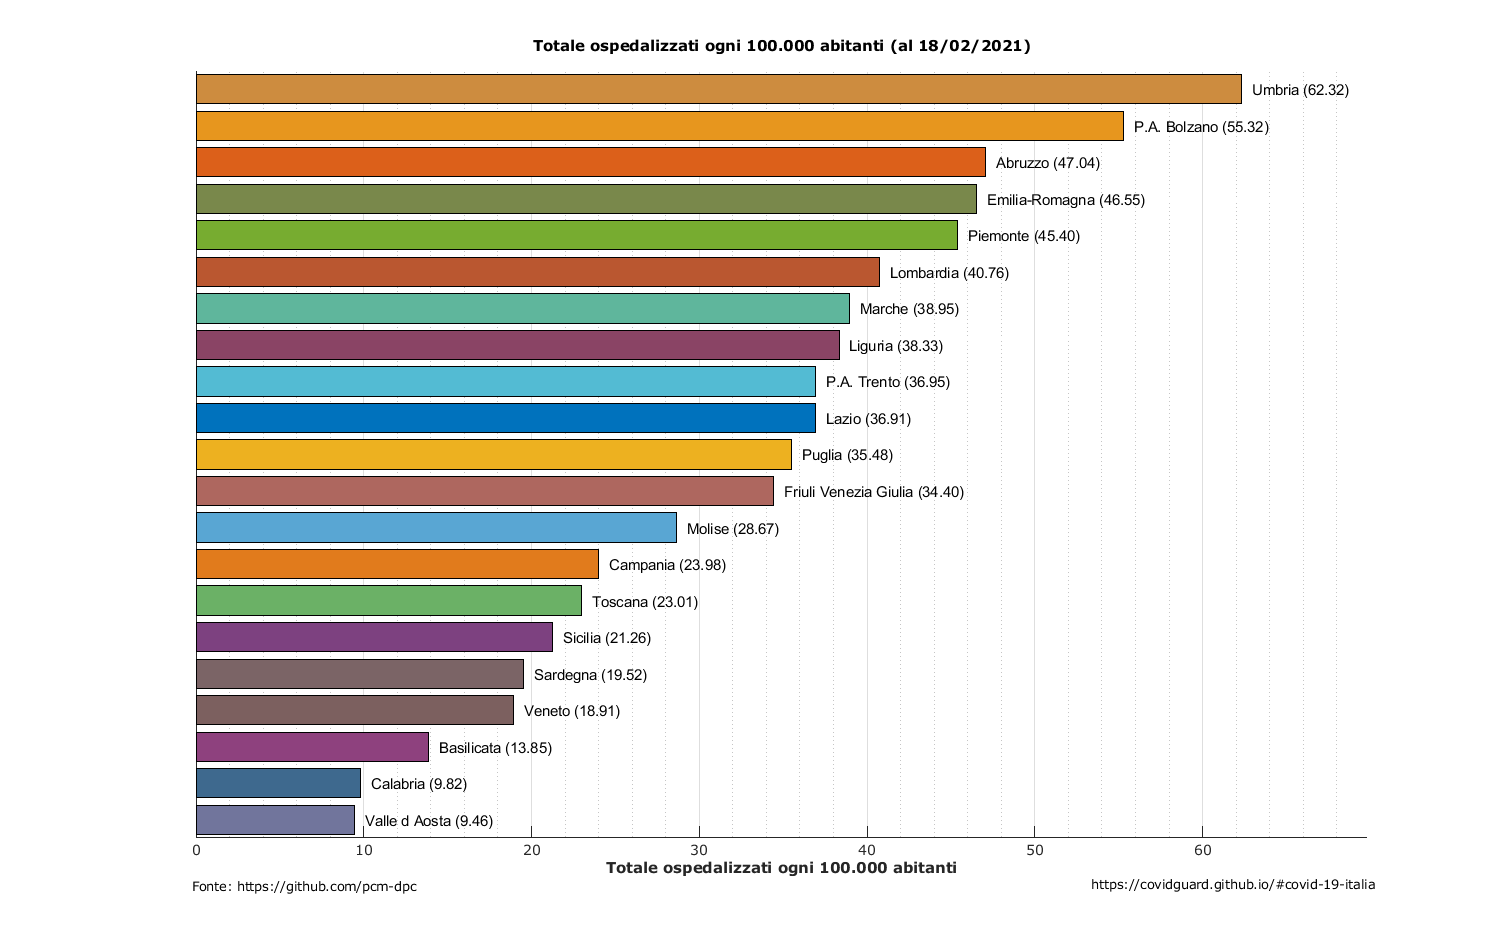 Totale ospedalizzati ogni 100.000 abitanti (al 18/02/2021)
Umbria (62.32)
P.A. Bolzano (55.32)
Abruzzo (47.04)
Emilia-Romagna (46.55)
Piemonte (45.40)
Lombardia (40.76)
Marche (38.95)
Liguria (38.33)
P.A. Trento (36.95)
Lazio (36.91)
Puglia (35.48)
Friuli Venezia Giulia (34.40)
Molise (28.67)
Campania (23.98)
Toscana (23.01)
Sicilia (21.26)
Sardegna (19.52)
Veneto (18.91)
Basilicata (13.85)
Calabria (9.82)
Valle d Aosta (9.46)
0 10 20 30 40 50 60
Totale ospedalizzati ogni 100.000 abitanti
Fonte: https://github.com/pcm-dpc
https://covidguard.github.io/#covid-19-italia